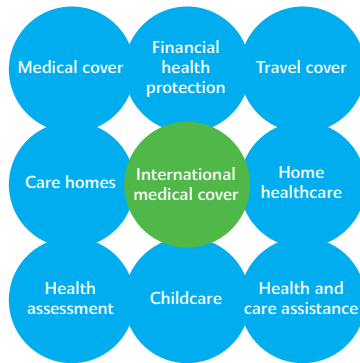 Medical cover
Financial
health
protection
Travel cover
Care homes
International
medical cover
Home
healthcare
Health
assessment
Childcare
Health and
care assistance